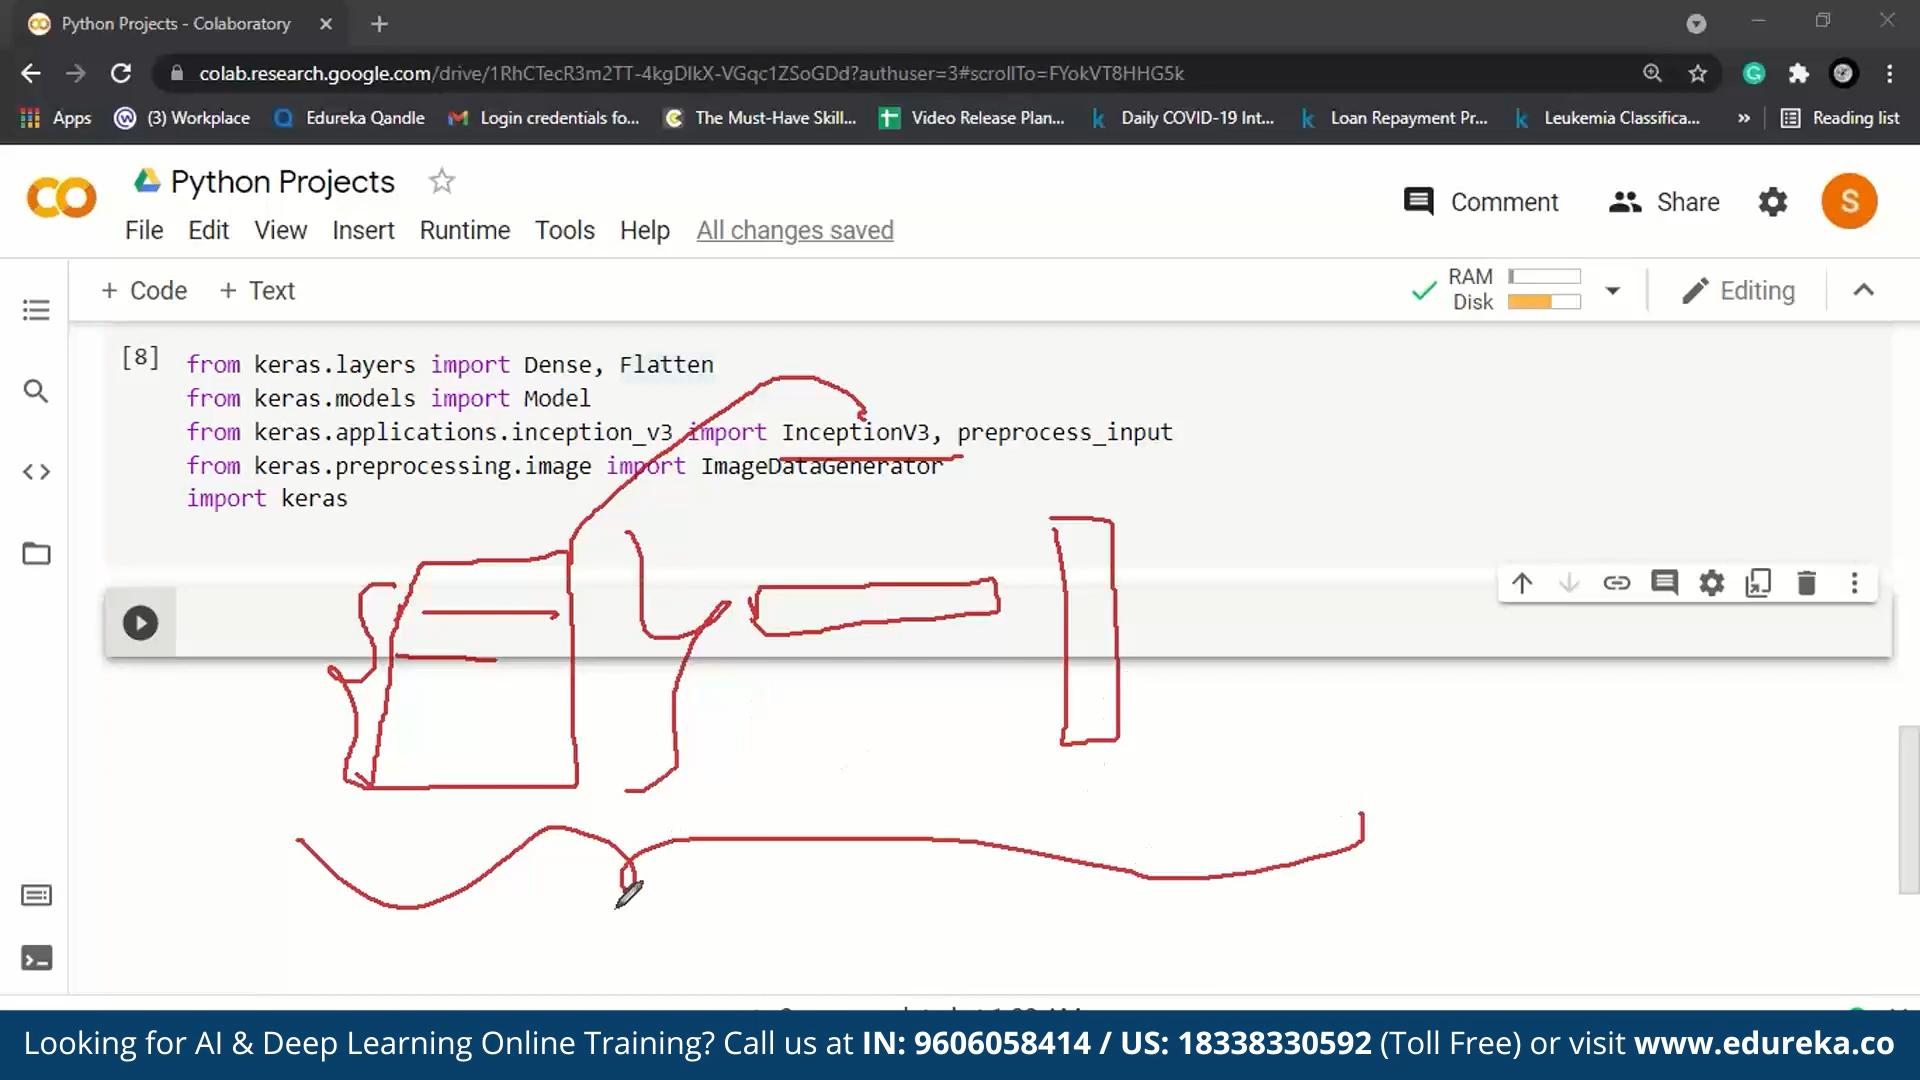 Python Projects - Colaboratory
colab.research.google.com/drive/1RhCTecR3m2TT-4kgDIkX-VGqc1ZSoGDd?authuser=3#scrollTo=FYokVT8HHG5k
Apps (3) Workplace Edureka Qandle Login credentials fo... The Must-Have Skill... Video Release Plan... Daily COVID-19 Int... Loan Repayment Pr... Leukemia Classifica... » Reading list
Python Projects
Comment Share S
File Edit View Insert Runtime Tools Help All changes saved
+ Code + Text RAM Disk Editing
[8] from keras.layers import Dense, Flatten
from keras.models import Model
from keras.applications.inception_v3 import InceptionV3, preprocess_input
from keras.preprocessing.image import ImageDataGenerator
import keras
Looking for AI & Deep Learning Online Training? Call us at IN: 9606058414 / US: 18338330592 (Toll Free) or visit www.edureka.co